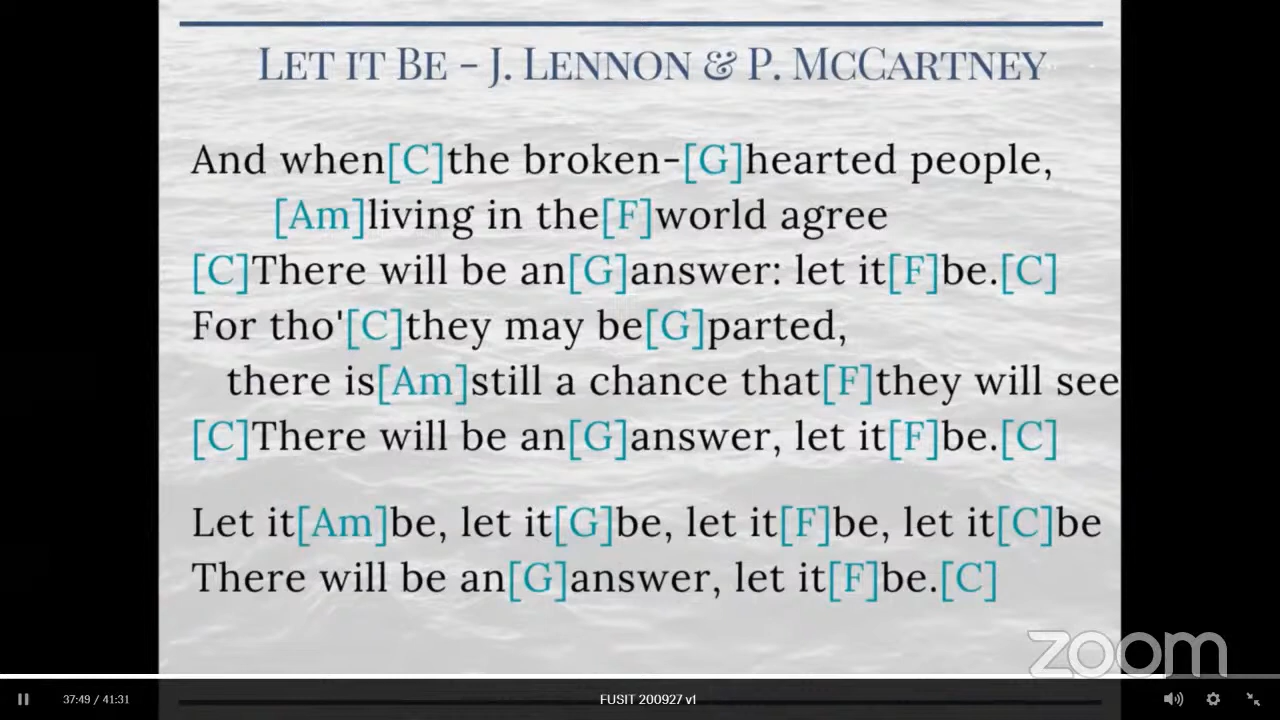 LET IT BE – J. LENNON & P. MCCARTNEY
And when[C]the broken-[G]hearted people,
[Am]living in the[F]world agree
[C]There will be an[G]answer: let it[F]be.[C]
For tho'[C]they may be[G]parted,
there is[Am]still a chance that[F]they will see
[C]There will be an[G]answer, let it[F]be.[C]
Let it[Am]be, let it[G]be, let it[F]be, let it[C]be
There will be an[G]answer, let it[F]be.[C]
zoom
37:49 / 41:31
FUSIT 200927 v1